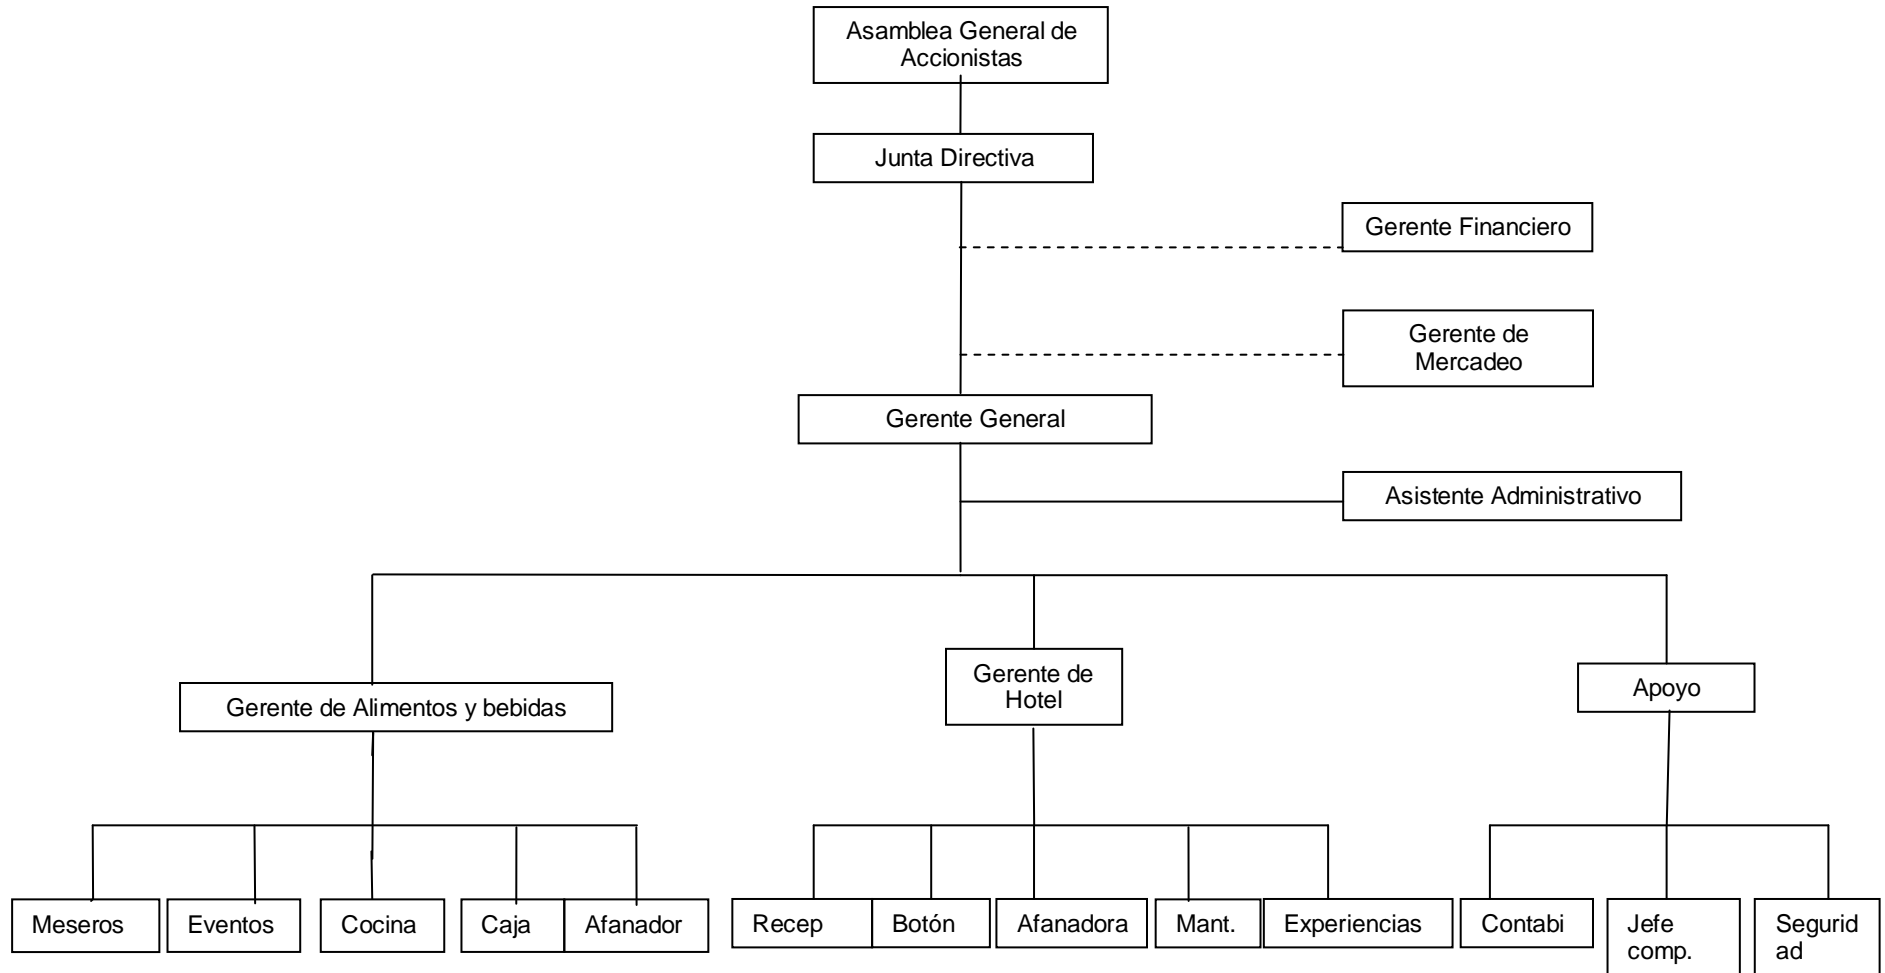 Asamblea General de
Accionistas
Junta Directiva
Gerente Financiero
Gerente de
Mercadeo
Gerente General
Asistente Administrativo
Gerente de Alimentos y bebidas
Gerente de
Hotel
Apoyo
Meseros
Eventos
Cocina
Caja
Afanador
Recep
Botón
Afanadora
Mant.
Experiencias
Contabi
Jefe
comp.
Segurid
ad